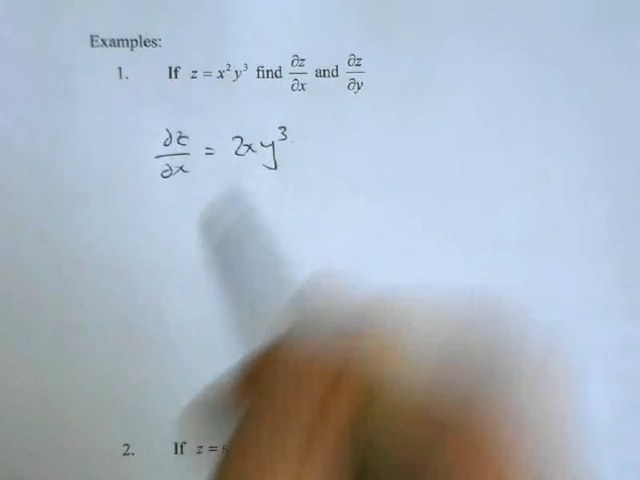 Examples:
1. If z = x²y³ find ∂z/∂x and ∂z/∂y
∂z/∂x = 2xy³
2. If z =